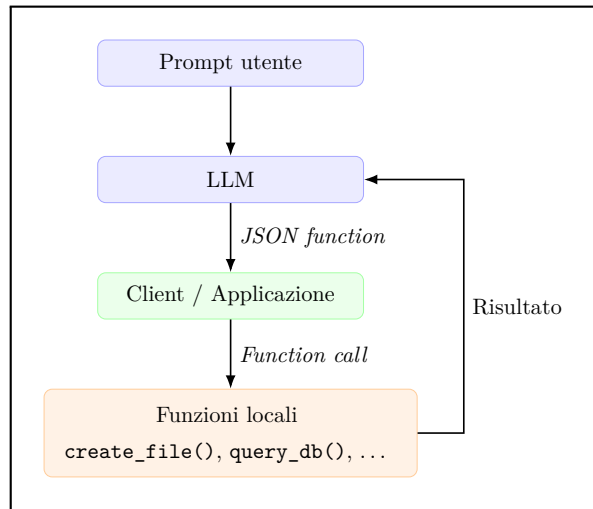 Prompt utente
LLM
JSON function
Client / Applicazione
Risultato
Function call
Funzioni locali
create_file(), query_db(), ...